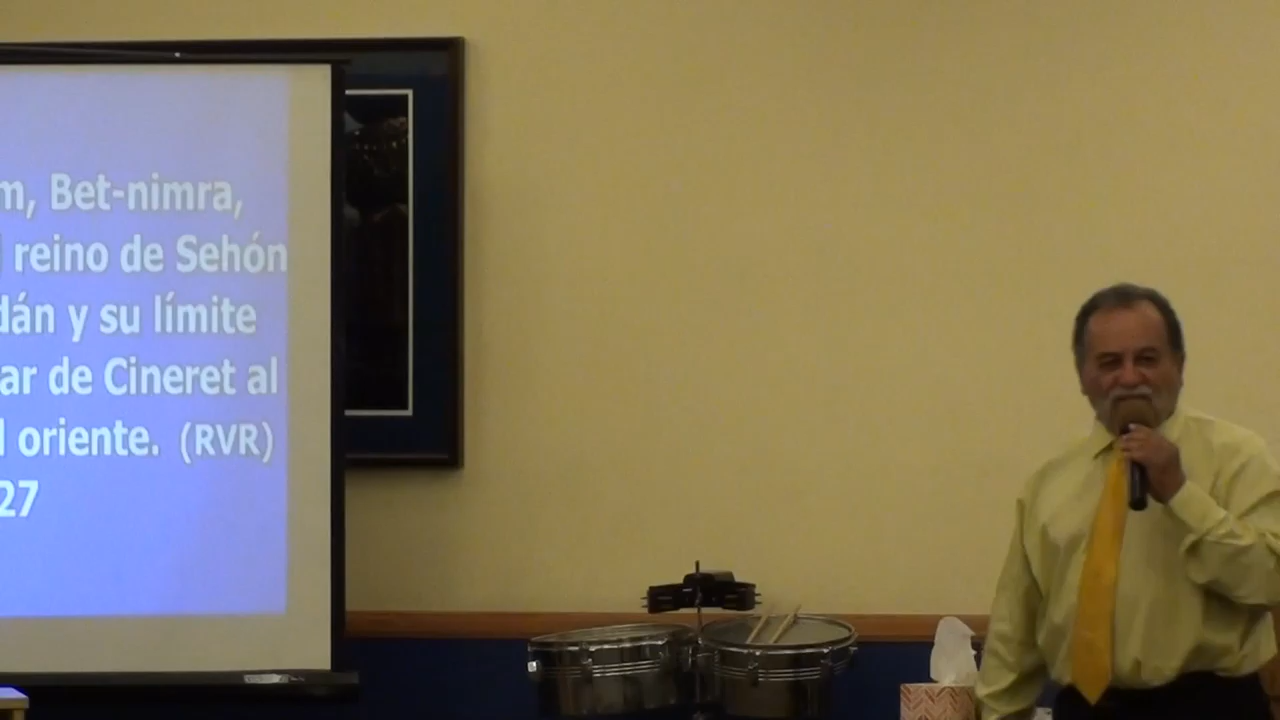 m, Bet-nimra,
reino de Sehón
dán y su límite
ar de Cineret al
oriente. (RVR)
27